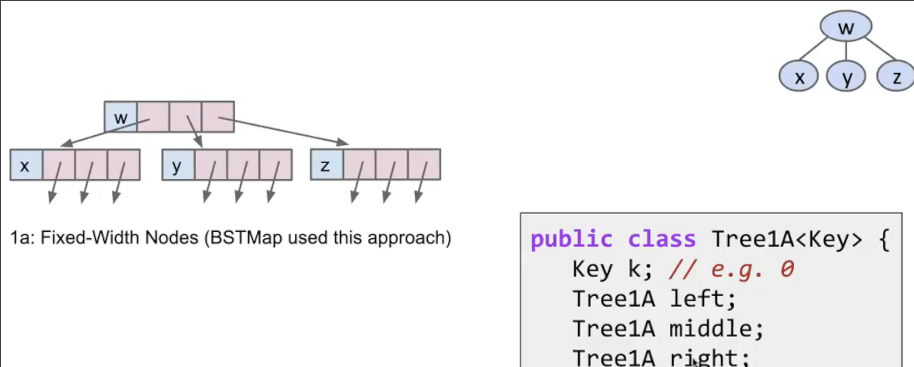 w
x y z
w
x
y
z
1a: Fixed-Width Nodes (BSTMap used this approach)
public class Tree1A<Key> {
Key k; // e.g. 0
Tree1A left;
Tree1A middle;
Tree1A right;